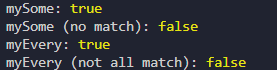 mySome: true
mySome (no match): false
myEvery: true
myEvery (not all match): false